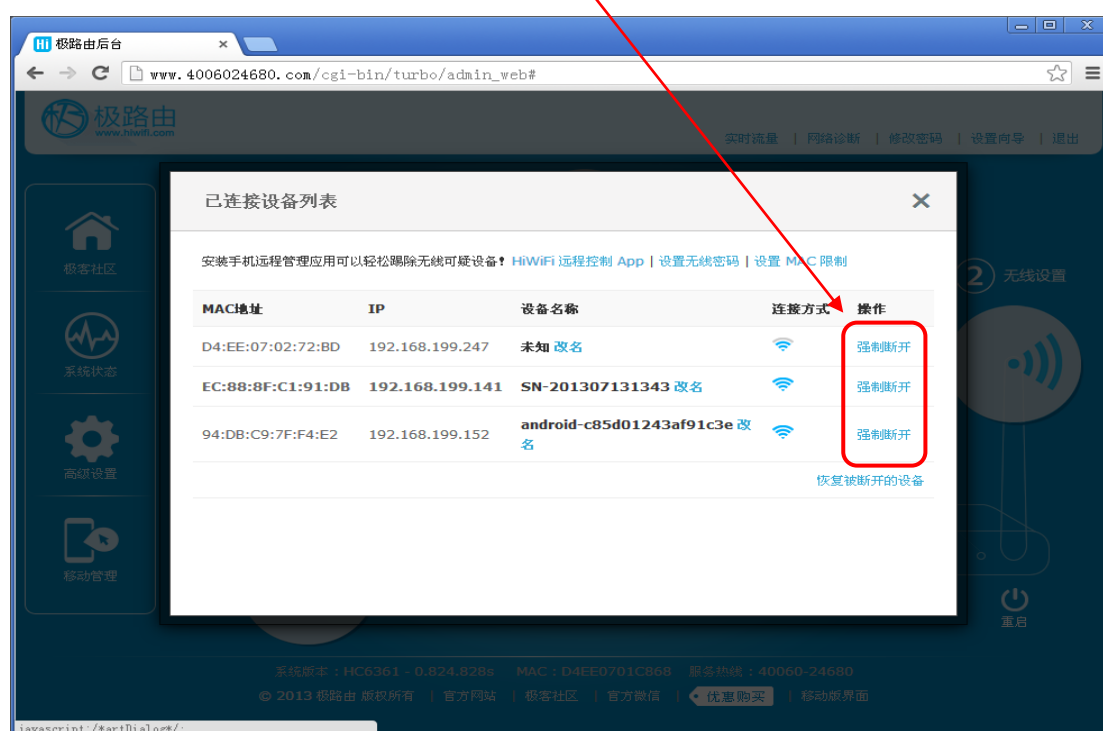 极路由后台
www.4006024680.com/cgi-bin/turbo/admin_web#
极路由
www.hiwifi.com
实时流量 | 网络诊断 | 修改密码 | 设置向导 | 退出
已连接设备列表
安装手机远程管理应用可以轻松踢除无线可疑设备! HiWiFi 远程控制 App | 设置无线密码 | 设置 MAC 限制
MAC地址 IP 设备名称 连接方式 操作
D4:EE:07:02:72:BD 192.168.199.247 未知 改名 强制断开
EC:88:8F:C1:91:DB 192.168.199.141 SN-201307131343 改名 强制断开
94:DB:C9:7F:F4:E2 192.168.199.152 android-c85d01243af91c3e 改
名 强制断开
恢复被断开的设备
极客社区
系统状态
高级设置
移动管理
2 无线设置
重启
系统版本：HC6361 - 0.824.828s MAC：D4EE0701C868 服务热线：40060-24680
© 2013 极路由 版权所有 | 官方网站 | 极客社区 | 官方微信 | 优惠购买 | 移动版界面
javascript:/*artDialog*/;